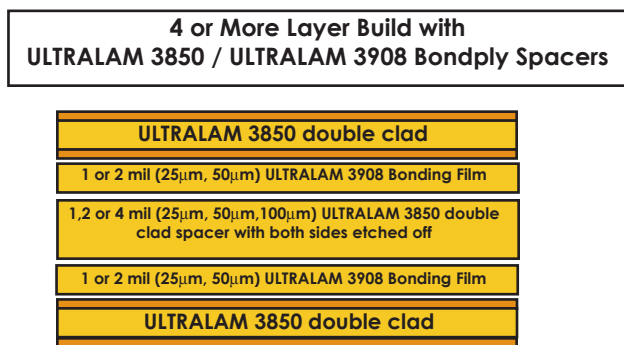 4 or More Layer Build with
ULTRALAM 3850 / ULTRALAM 3908 Bondply Spacers
ULTRALAM 3850 double clad
1 or 2 mil (25μm, 50μm) ULTRALAM 3908 Bonding Film
1,2 or 4 mil (25μm, 50μm,100μm) ULTRALAM 3850 double
clad spacer with both sides etched off
1 or 2 mil (25μm, 50μm) ULTRALAM 3908 Bonding Film
ULTRALAM 3850 double clad